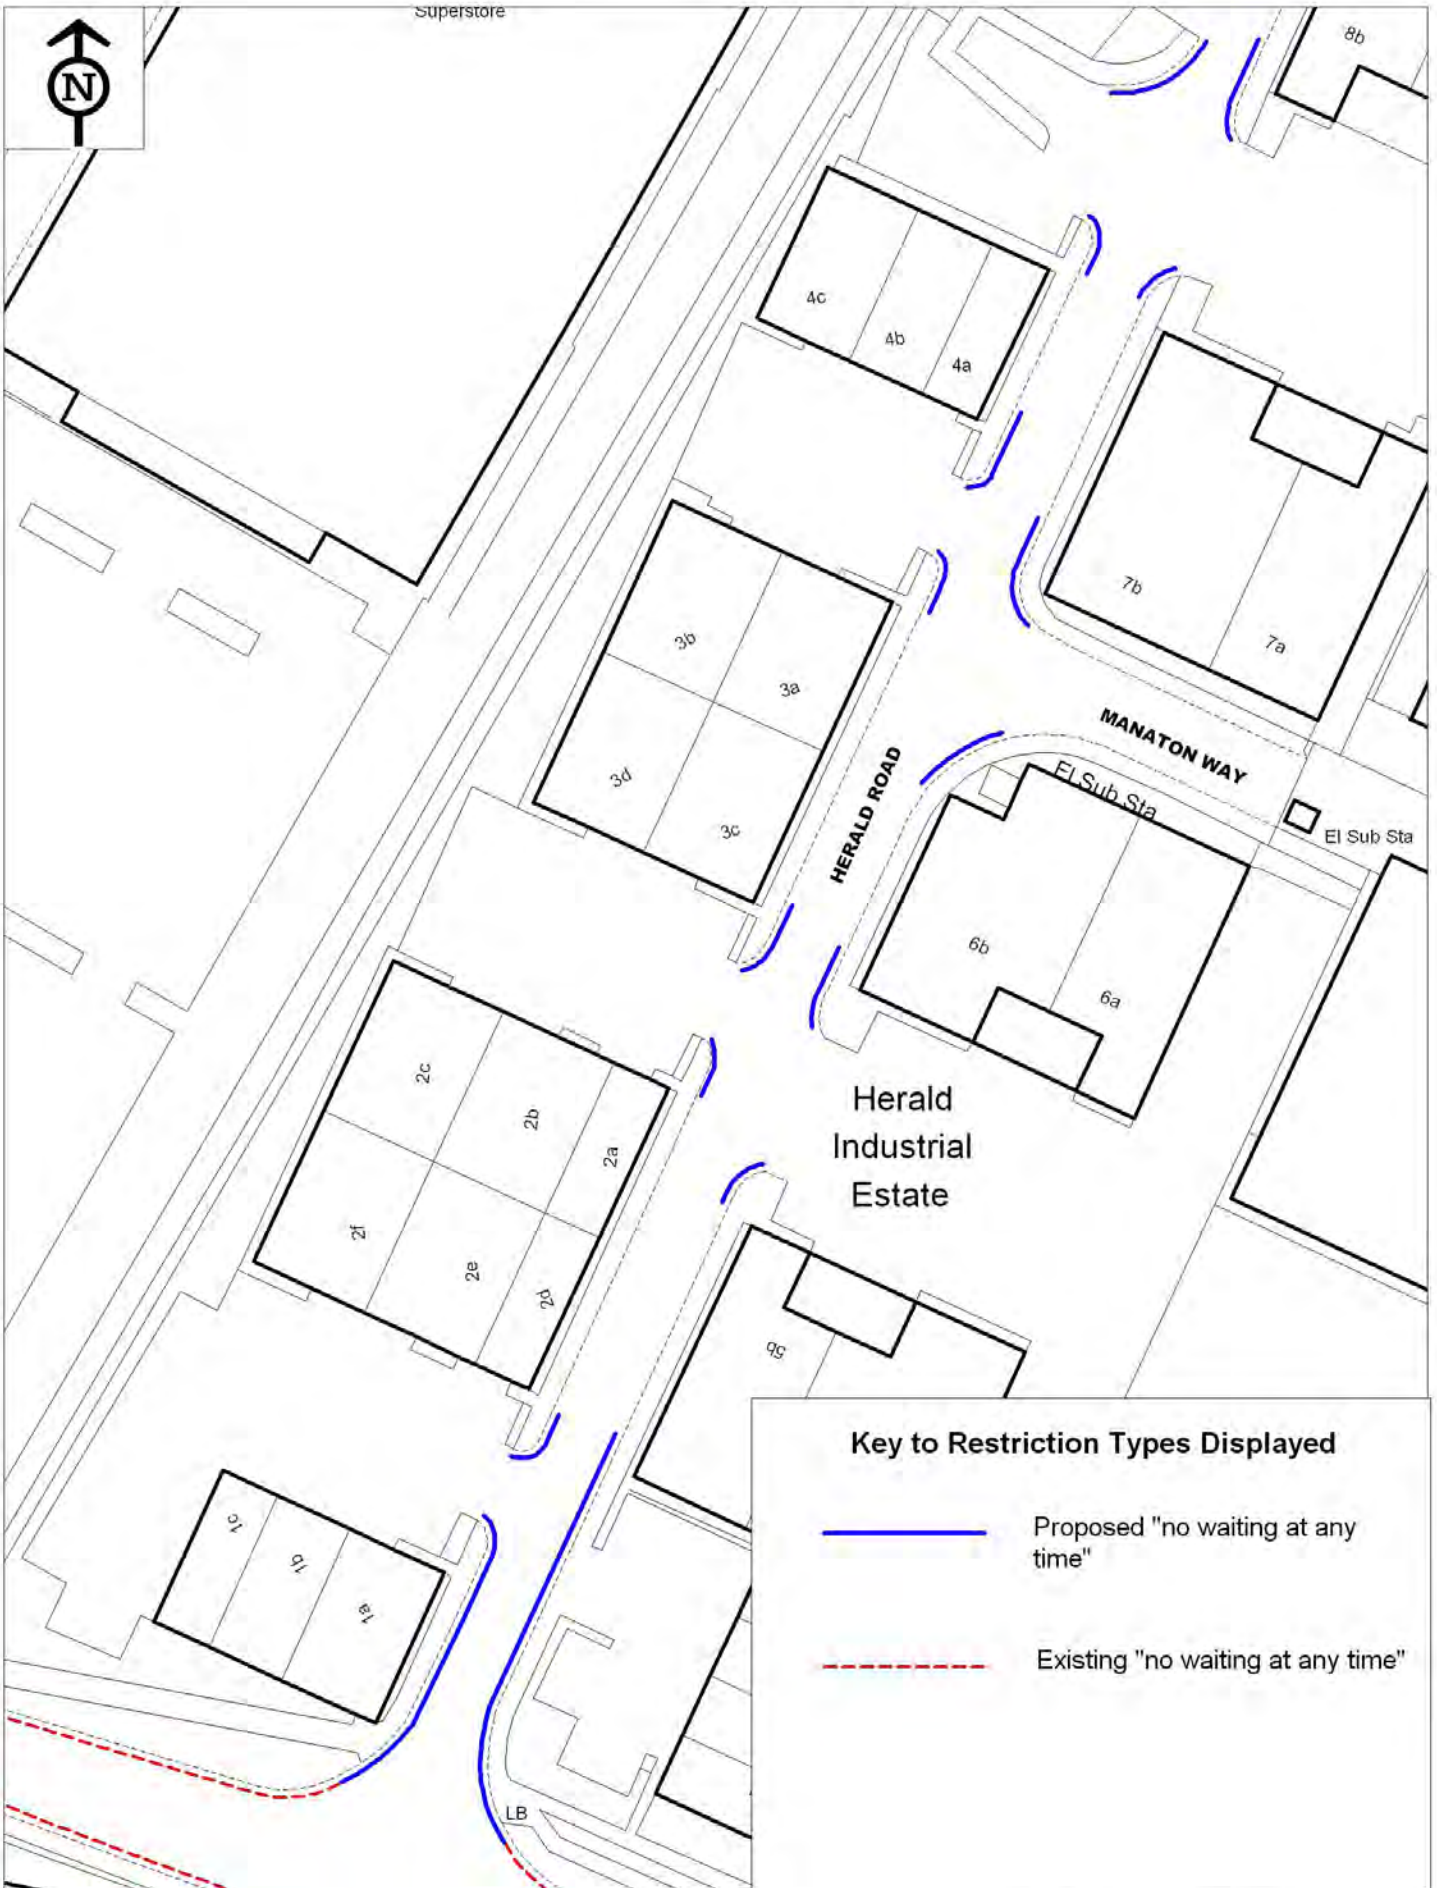 Superstore
N
8b
4c
4b
4a
7b
7a
3b
3a
3d
3c
MANATON WAY
HERALD ROAD
El Sub Sta
El Sub Sta
6b
6a
2c
2b
2a
2f
2e
2d
Herald
Industrial
Estate
5b
1c
1b
1a
LB
Key to Restriction Types Displayed
Proposed "no waiting at any
time"
Existing "no waiting at any time"